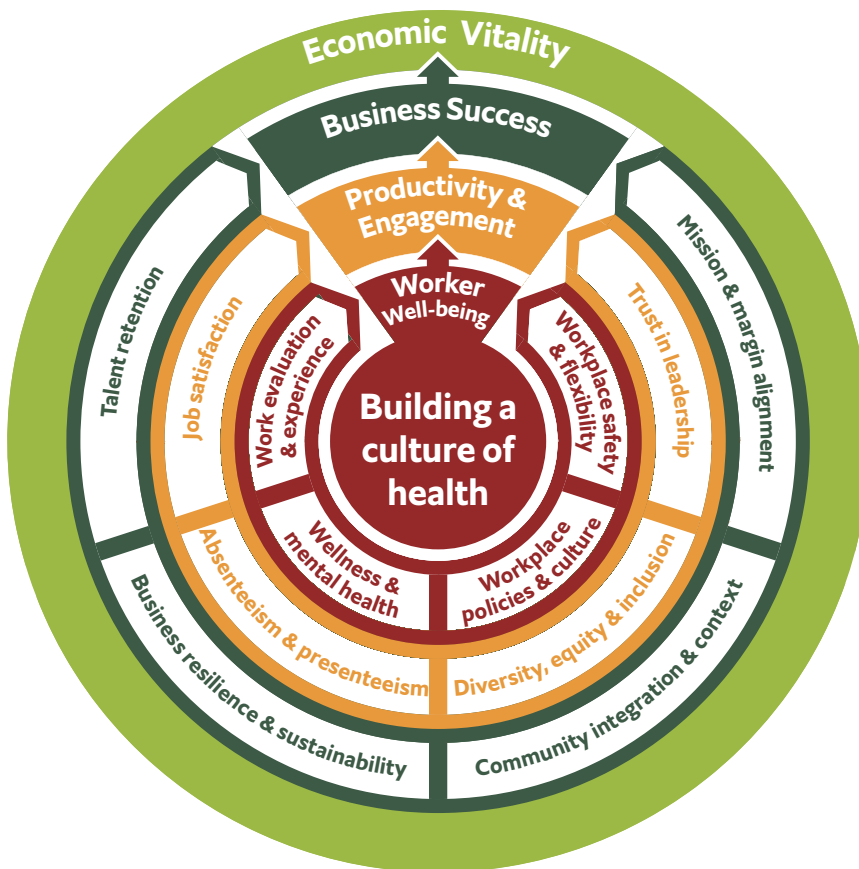 Economic Vitality
Business Success
Productivity &
Engagement
Worker
Well-being
Building a
culture of
health
Work evaluation
& experience
Workplace safety
& flexibility
Wellness &
mental health
Workplace
policies & culture
Job satisfaction
Trust in leadership
Absenteeism & presenteeism
Diversity, equity & inclusion
Talent retention
Mission & margin alignment
Business resilience & sustainability
Community integration & context